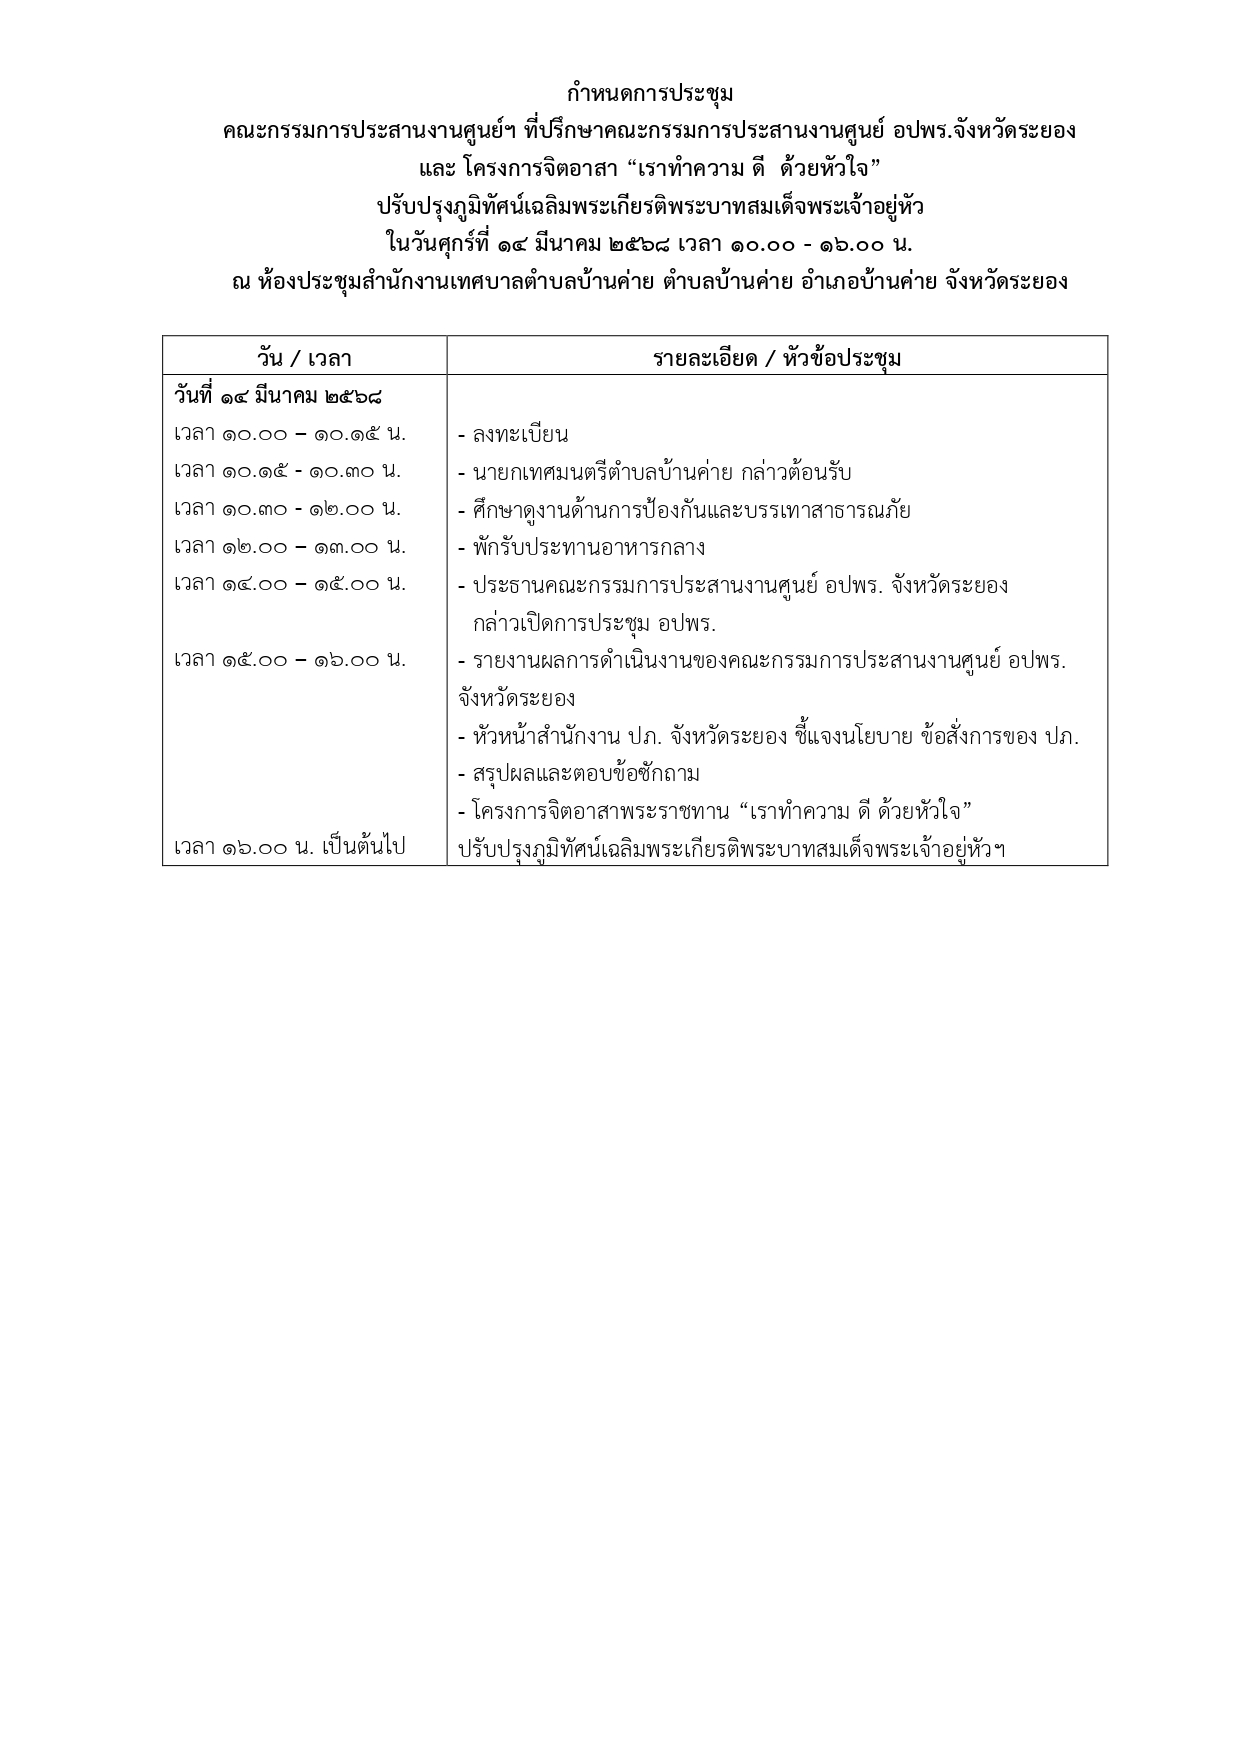 กำหนดการประชุม
คณะกรรมการประสานงานศูนย์ฯ ที่ปรึกษาคณะกรรมการประสานงานศูนย์ อปพร.จังหวัดระยอง
และ โครงการจิตอาสา “เราทำความ ดี ด้วยหัวใจ”
ปรับปรุงภูมิทัศน์เฉลิมพระเกียรติพระบาทสมเด็จพระเจ้าอยู่หัว
ในวันศุกร์ที่ ๑๔ มีนาคม ๒๕๖๘ เวลา ๑๐.๐๐ - ๑๖.๐๐ น.
ณ ห้องประชุมสำนักงานเทศบาลตำบลบ้านค่าย ตำบลบ้านค่าย อำเภอบ้านค่าย จังหวัดระยอง
วัน / เวลา รายละเอียด / หัวข้อประชุม
วันที่ ๑๔ มีนาคม ๒๕๖๘
เวลา ๑๐.๐๐ – ๑๐.๑๕ น. - ลงทะเบียน
เวลา ๑๐.๑๕ - ๑๐.๓๐ น. - นายกเทศมนตรีตำบลบ้านค่าย กล่าวต้อนรับ
เวลา ๑๐.๓๐ - ๑๒.๐๐ น. - ศึกษาดูงานด้านการป้องกันและบรรเทาสาธารณภัย
เวลา ๑๒.๐๐ – ๑๓.๐๐ น. - พักรับประทานอาหารกลาง
เวลา ๑๔.๐๐ – ๑๕.๐๐ น. - ประธานคณะกรรมการประสานงานศูนย์ อปพร. จังหวัดระยอง
กล่าวเปิดการประชุม อปพร.
เวลา ๑๕.๐๐ – ๑๖.๐๐ น. - รายงานผลการดำเนินงานของคณะกรรมการประสานงานศูนย์ อปพร.
จังหวัดระยอง
- หัวหน้าสำนักงาน ปภ. จังหวัดระยอง ชี้แจงนโยบาย ข้อสั่งการของ ปภ.
- สรุปผลและตอบข้อซักถาม
- โครงการจิตอาสาพระราชทาน “เราทำความ ดี ด้วยหัวใจ”
เวลา ๑๖.๐๐ น. เป็นต้นไป ปรับปรุงภูมิทัศน์เฉลิมพระเกียรติพระบาทสมเด็จพระเจ้าอยู่หัวฯ